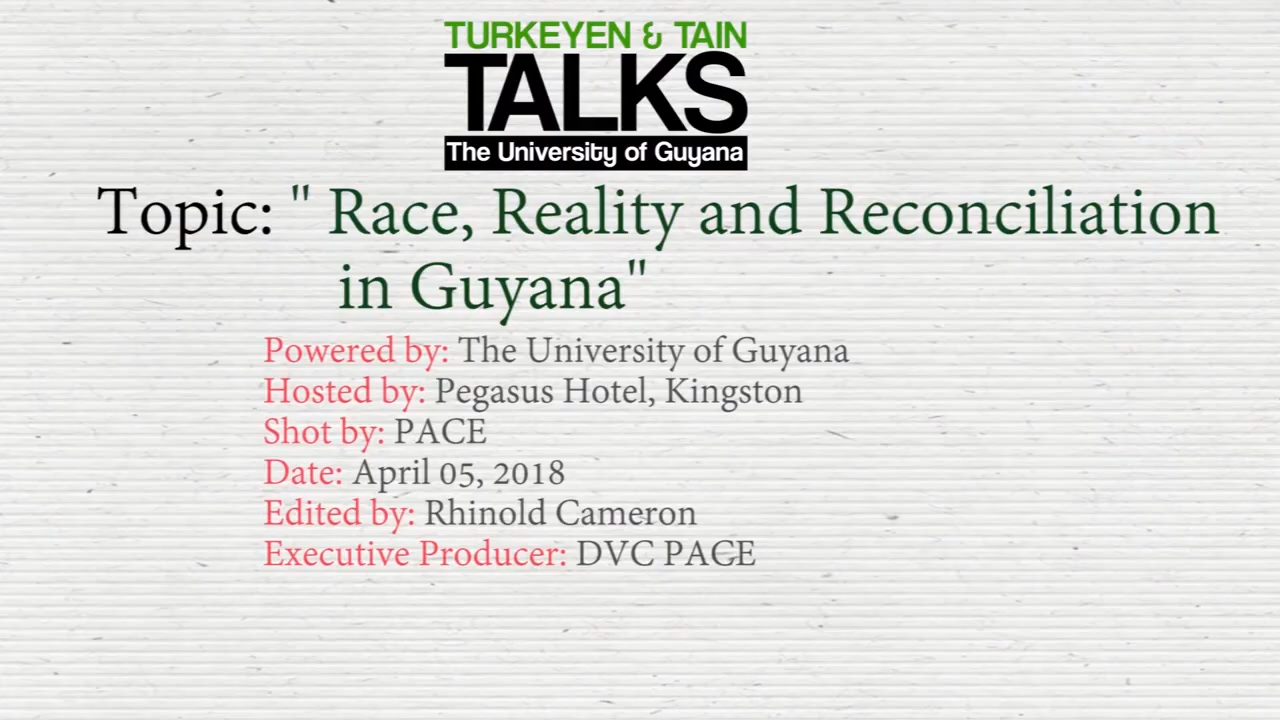 TURKEYEN & TAIN
TALKS
The University of Guyana
Topic: " Race, Reality and Reconciliation
in Guyana"
Powered by: The University of Guyana
Hosted by: Pegasus Hotel, Kingston
Shot by: PACE
Date: April 05, 2018
Edited by: Rhinold Cameron
Executive Producer: DVC PACE